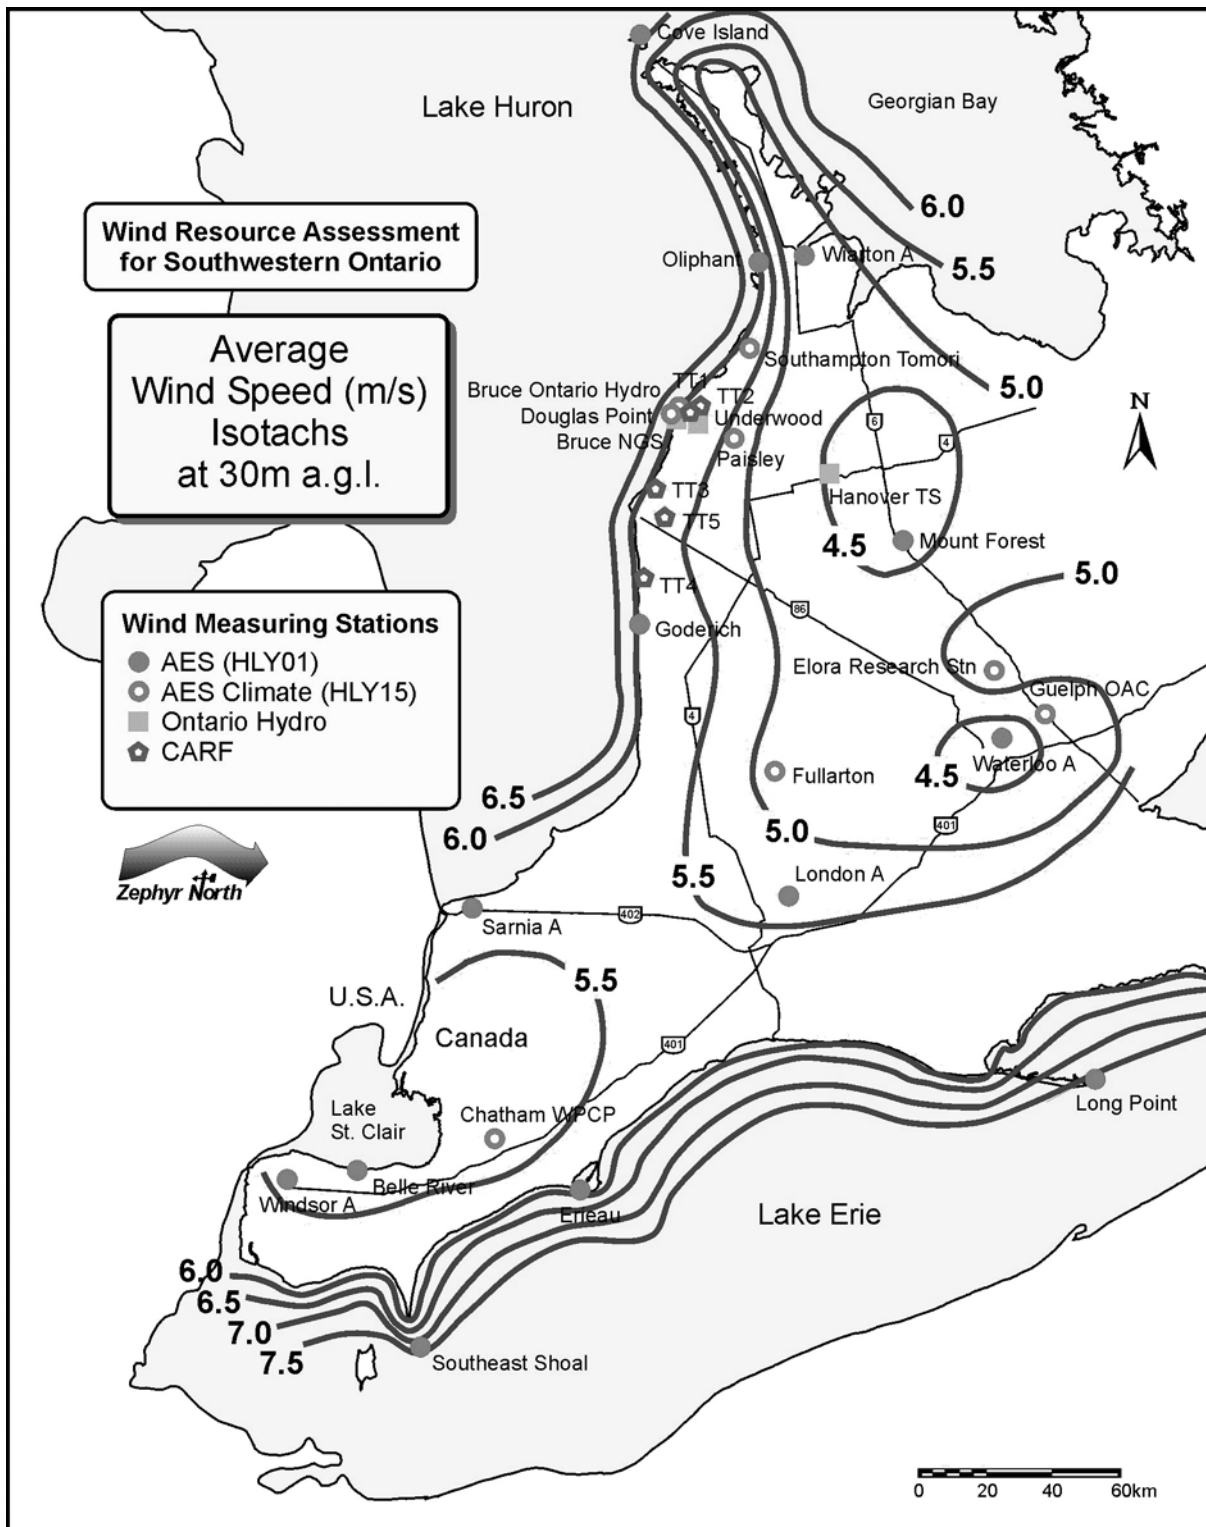 Cove Island
Lake Huron
Georgian Bay
Wind Resource Assessment
for Southwestern Ontario
6.0
Oliphant
Wiarton A
5.5
Average
Wind Speed (m/s)
Isotachs
at 30m a.g.l.
Southampton Tomori
5.0
Bruce Ontario Hydro
TT1
TT2
Douglas Point
Underwood
Bruce NGS
Paisley
6
4
N
TT3
Hanover TS
TT5
4.5
Mount Forest
TT4
5.0
86
Wind Measuring Stations
AES (HLY01)
AES Climate (HLY15)
Ontario Hydro
CARF
Goderich
Elora Research Stn
Guelph OAC
4
Waterloo A
4.5
Fullarton
6.5
6.0
5.0
401
Zephyr North
5.5
London A
402
Sarnia A
5.5
U.S.A.
Canada
401
Lake
St. Clair
Chatham WPCP
Long Point
Belle River
Windsor A
Erieau
Lake Erie
6.0
6.5
7.0
7.5
Southeast Shoal
0 20 40 60km